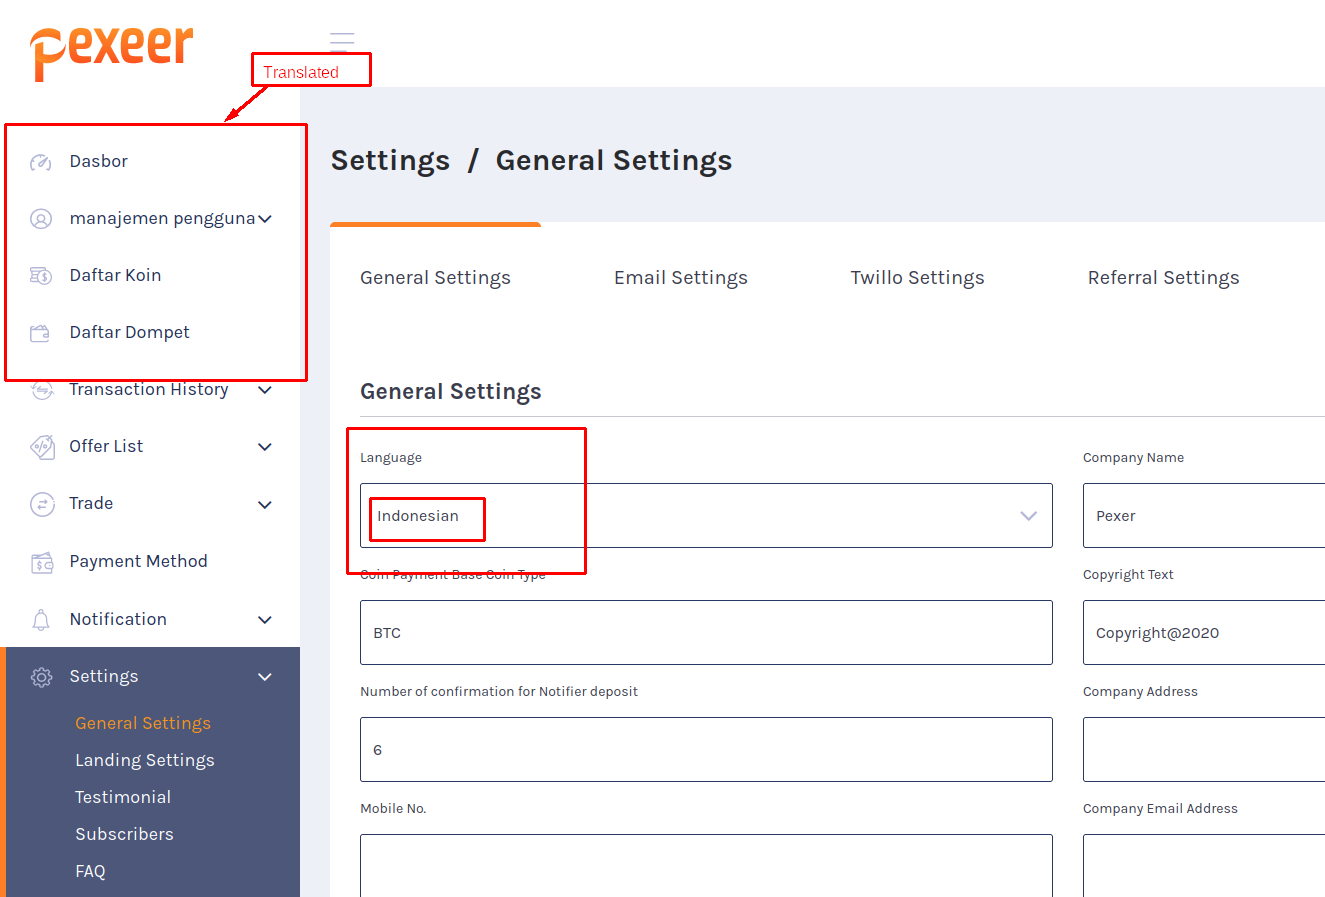 pexeer
Translated
Dasbor
manajemen pengguna
Daftar Koin
Daftar Dompet
Transaction History
Offer List
Trade
Payment Method
Notification
Settings
General Settings
Landing Settings
Testimonial
Subscribers
FAQ
Settings / General Settings
General Settings Email Settings Twillo Settings Referral Settings
General Settings
Language
Indonesian
Company Name
Pexer
Coin Payment Base Coin Type
BTC
Copyright Text
Copyright@2020
Number of confirmation for Notifier deposit
6
Company Address
Mobile No.
Company Email Address